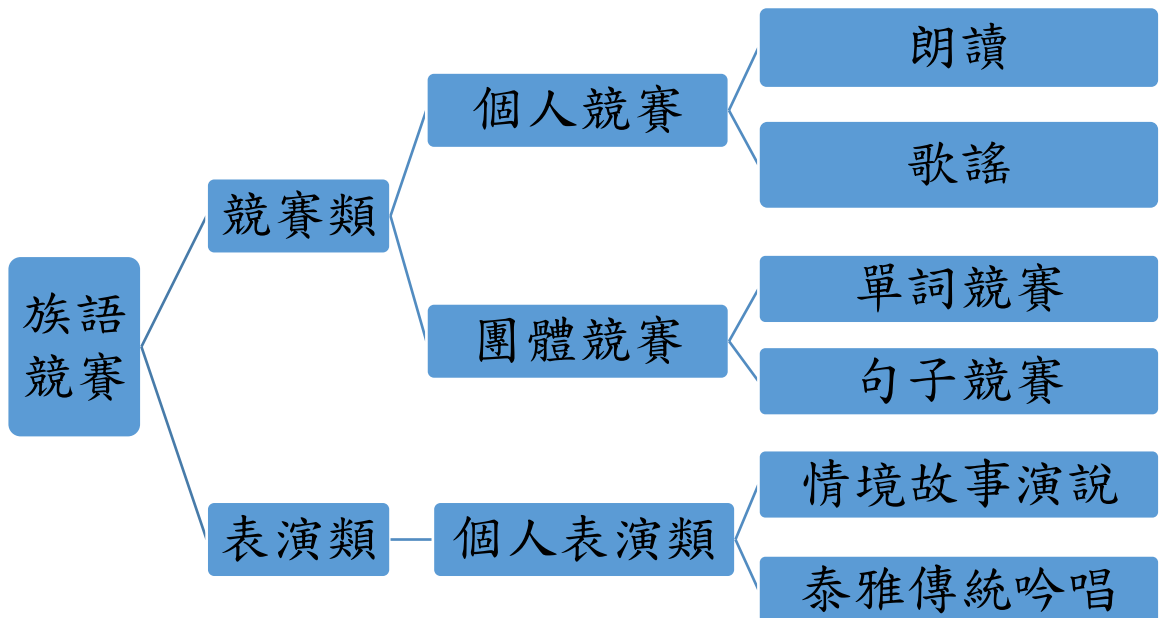 朗讀
個人競賽
歌謠
競賽類
族語
競賽
單詞競賽
團體競賽
句子競賽
情境故事演說
表演類
個人表演類
泰雅傳統吟唱